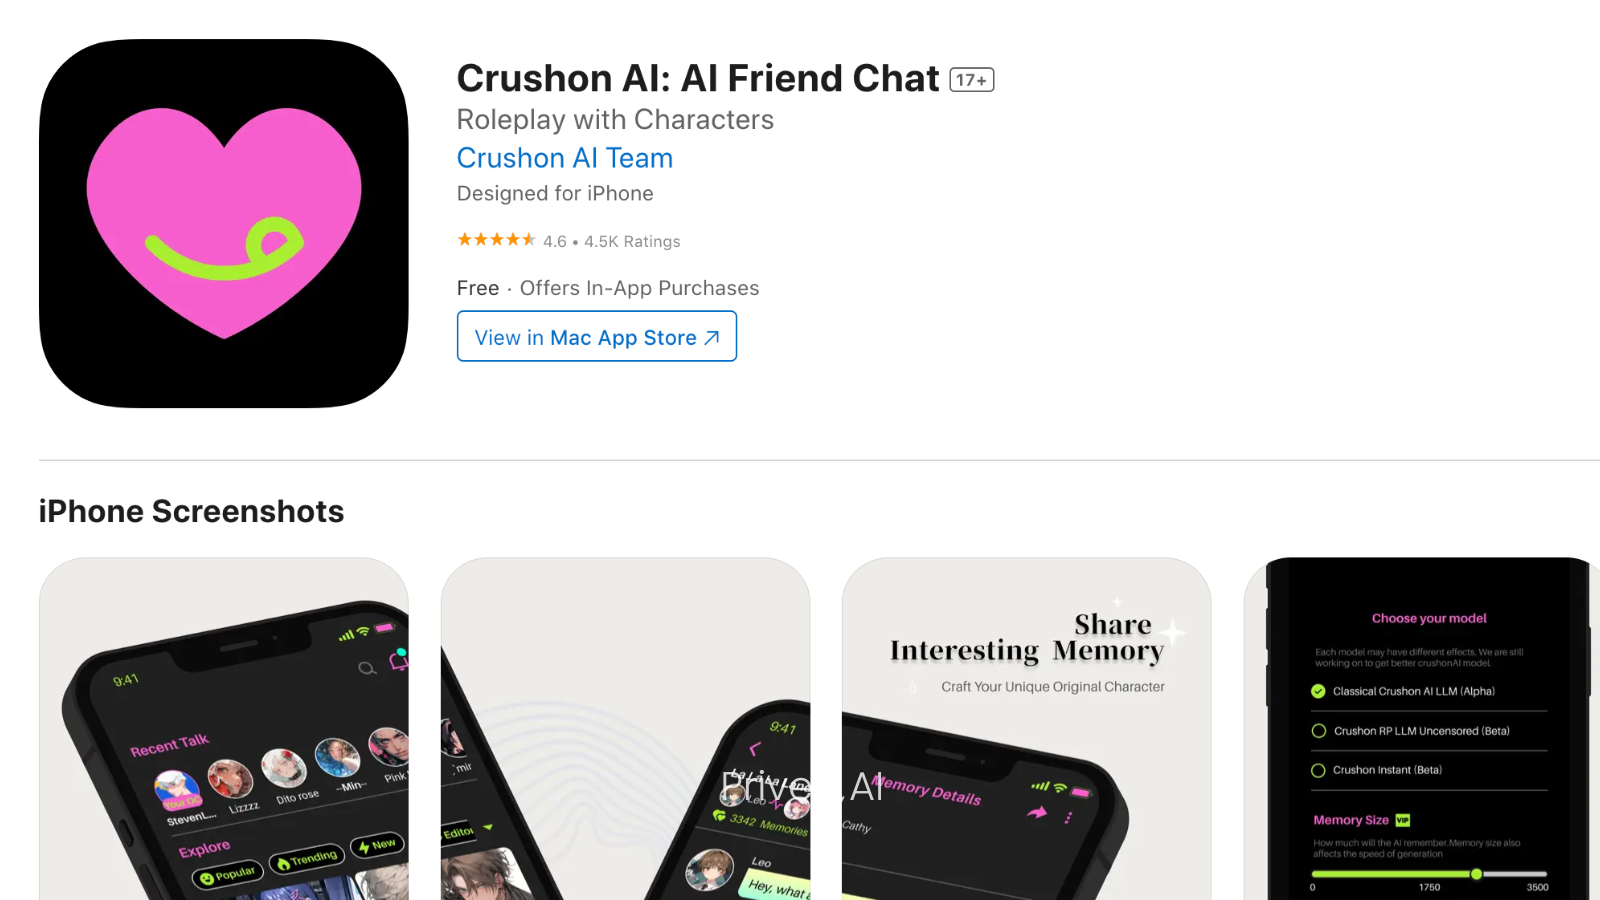 Crushon AI: AI Friend Chat 17+
Roleplay with Characters
Crushon AI Team
Designed for iPhone
4.6 • 4.5K Ratings
Free · Offers In-App Purchases
View in Mac App Store
iPhone Screenshots
9:41
Recent Talk
Your OC
StevenL...
Lizzzz
Dito rose
--Min--
Pink
Explore
Popular
Trending
New
Editor
9:41
Leo
3342 Memories
Leo
Hey, what a
Share
Interesting Memory
Craft Your Unique Original Character
Memory Details
Cathy
AI
Choose your model
Each model may have different effects. We are still
working on to get better crushonAI model.
Classical Crushon AI LLM (Alpha)
Crushon RP LLM Uncensored (Beta)
Crushon Instant (Beta)
Memory Size VIP
How much will the AI remember.Memory size also
affects the speed of generation
0 1750 3500